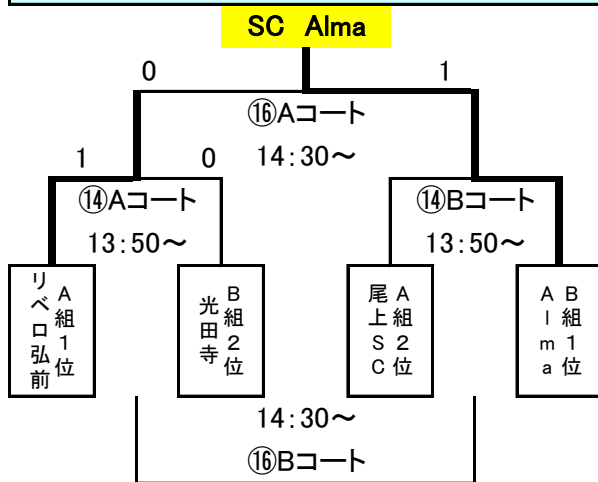 SC Alma
0 1
⑯Aコート
14:30～
1 0
⑭Aコート ⑭Bコート
13:50～ 13:50～
A組1位
リベロ弘前
B組2位
光田寺
A組2位
尾上SC
B組1位
Alma
14:30～
⑯Bコート